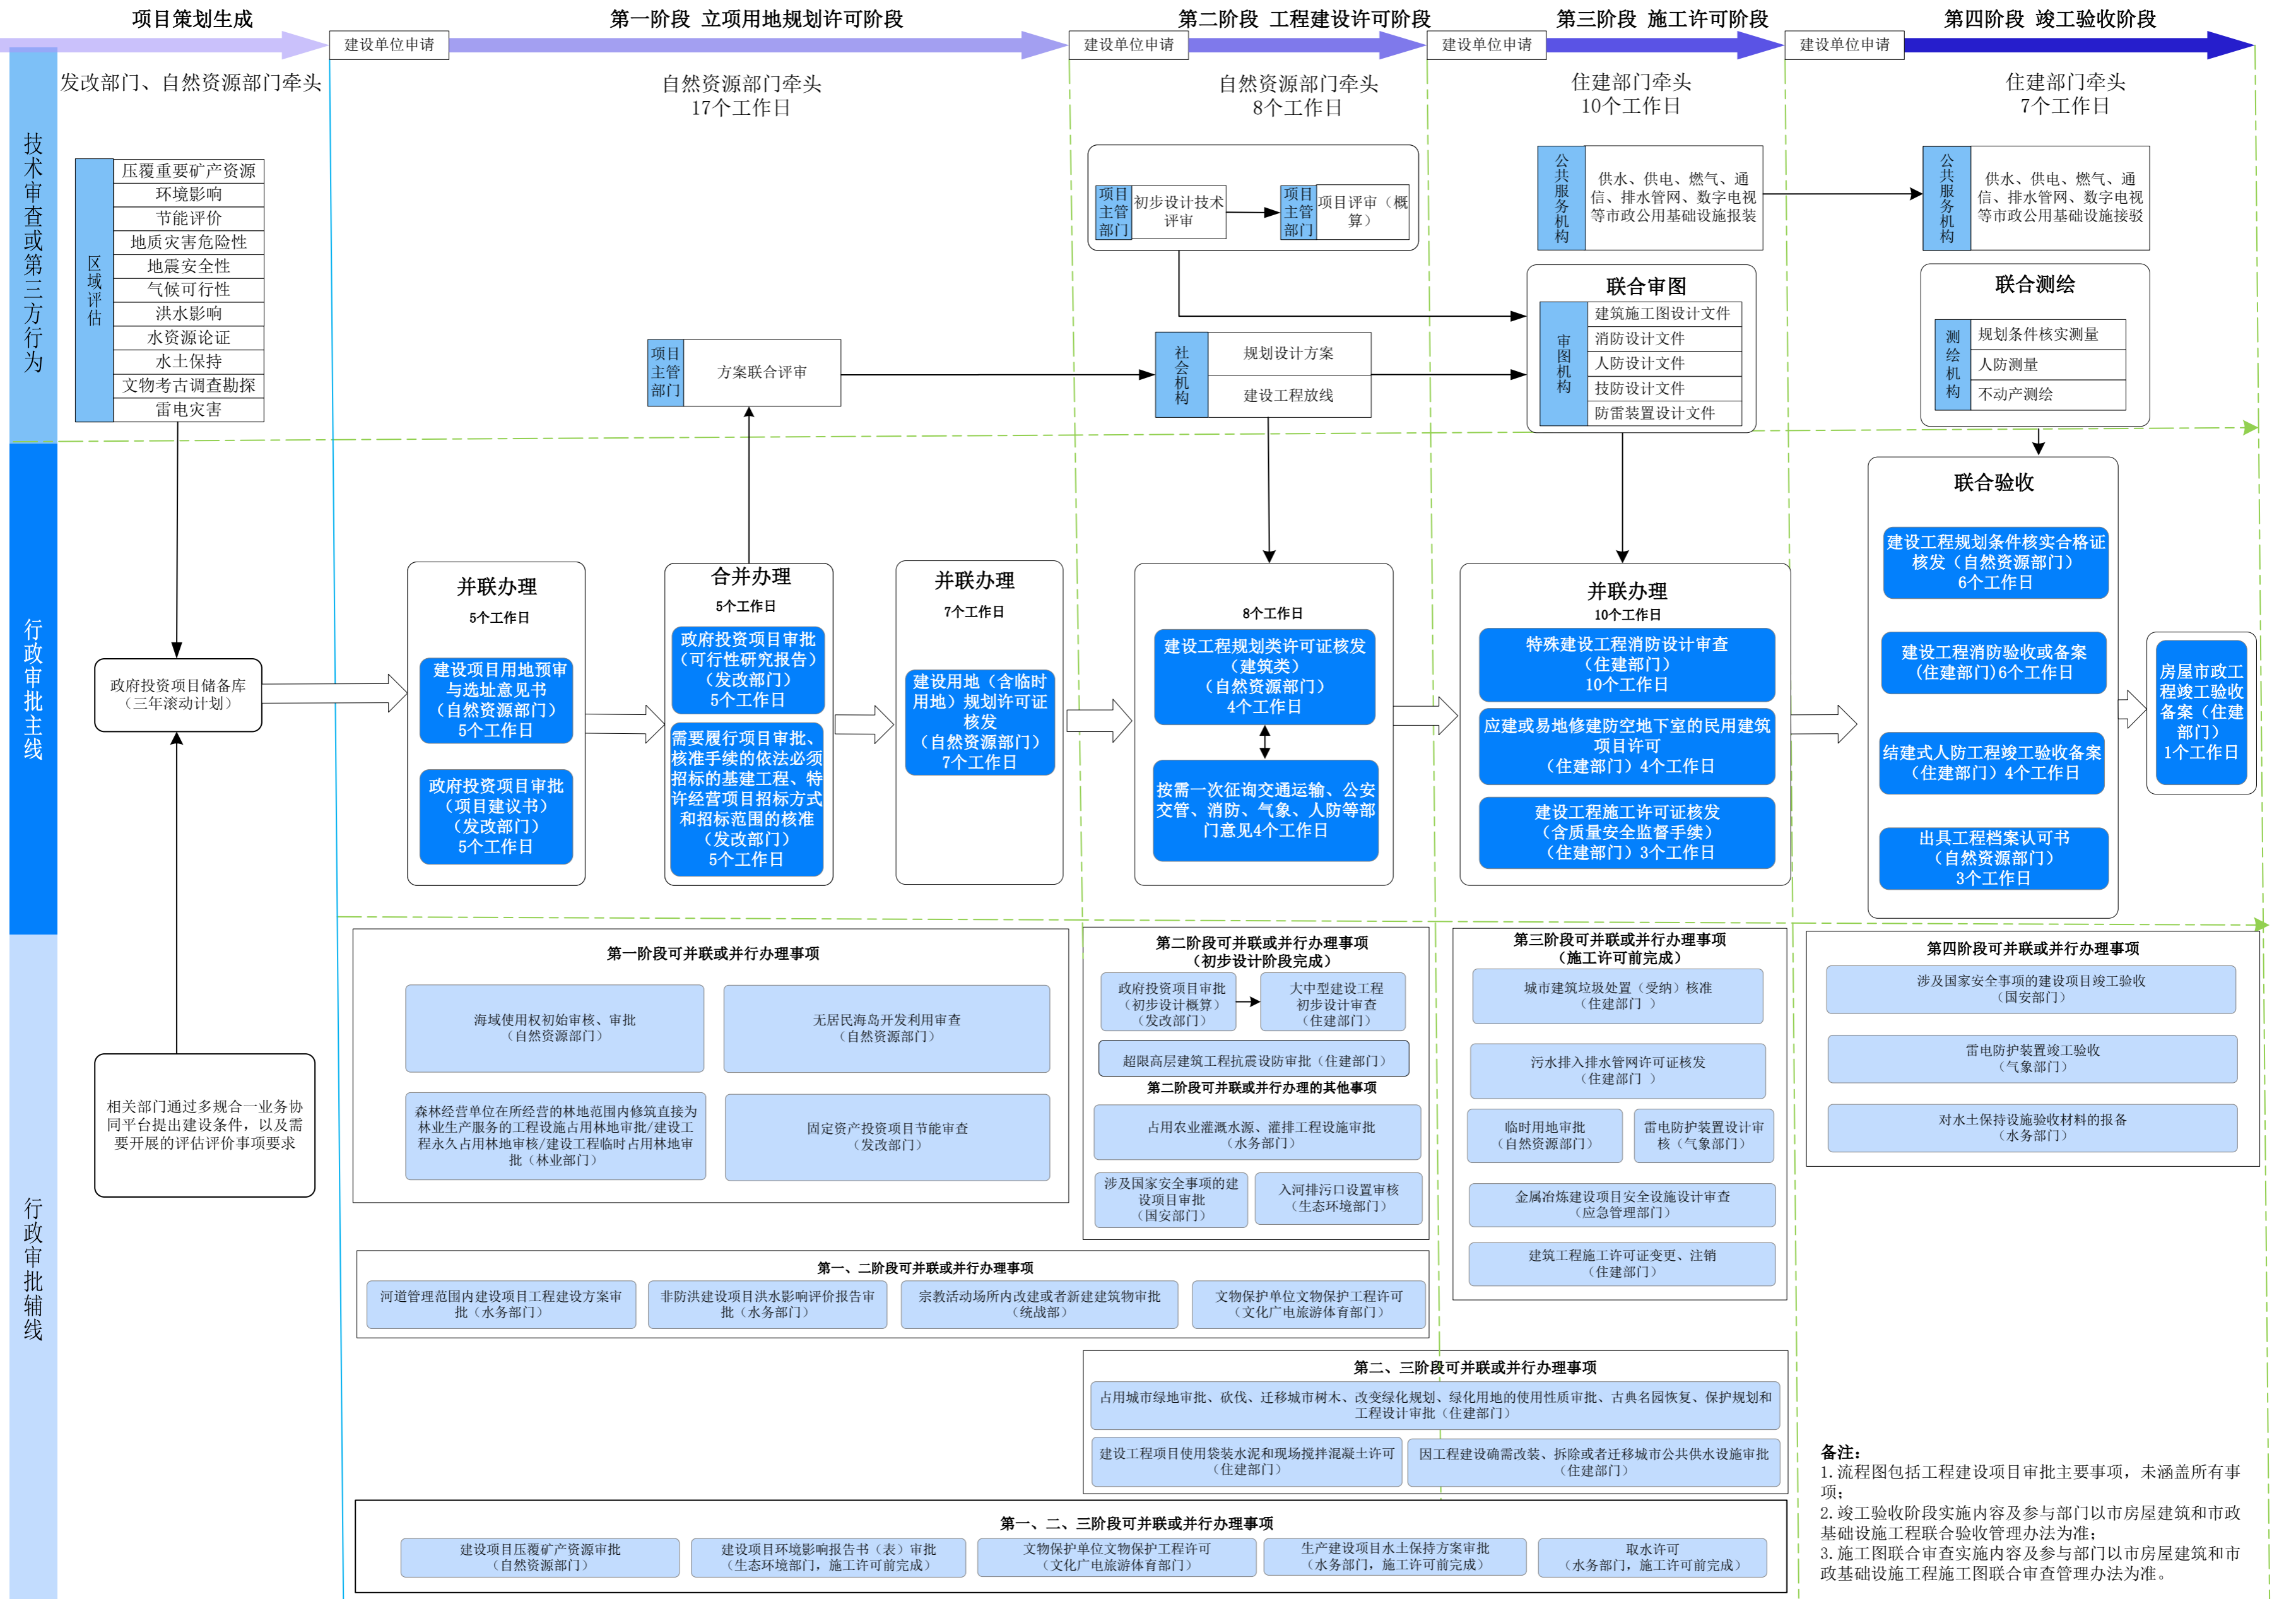 项目策划生成
第一阶段 立项用地规划许可阶段
第二阶段 工程建设许可阶段
第三阶段 施工许可阶段
第四阶段 竣工验收阶段
建设单位申请
建设单位申请
建设单位申请
建设单位申请
发改部门、自然资源部门牵头
自然资源部门牵头
17个工作日
自然资源部门牵头
8个工作日
住建部门牵头
10个工作日
住建部门牵头
7个工作日
技术审查或第三方行为
区域评估
压覆重要矿产资源
环境影响
节能评价
地质灾害危险性
地震安全性
气候可行性
洪水影响
水资源论证
水土保持
文物考古调查勘探
雷电灾害
项目
主管
部门
方案联合评审
项目
主管
部门
初步设计技术
评审
项目
主管
部门
项目评审（概
算）
社会机构
规划设计方案
建设工程放线
公共服务机构
供水、供电、燃气、通
信、排水管网、数字电视
等市政公用基础设施报装
联合审图
审图机构
建筑施工图设计文件
消防设计文件
人防设计文件
技防设计文件
防雷装置设计文件
公共服务机构
供水、供电、燃气、通
信、排水管网、数字电视
等市政公用基础设施接驳
联合测绘
测绘机构
规划条件核实测量
人防测量
不动产测绘
行政审批主线
政府投资项目储备库
（三年滚动计划）
并联办理
5个工作日
建设项目用地预审
与选址意见书
（自然资源部门）
5个工作日
政府投资项目审批
（项目建议书）
（发改部门）
5个工作日
合并办理
5个工作日
政府投资项目审批
（可行性研究报告）
（发改部门）
5个工作日
需要履行项目审批、
核准手续的依法必须
招标的基建工程、特
许经营项目招标方式
和招标范围的核准
（发改部门）
5个工作日
并联办理
7个工作日
建设用地（含临时
用地）规划许可证
核发
（自然资源部门）
7个工作日
8个工作日
建设工程规划类许可证核发
（建筑类）
（自然资源部门）
4个工作日
按需一次征询交通运输、公安
交管、消防、气象、人防等部
门意见4个工作日
并联办理
10个工作日
特殊建设工程消防设计审查
（住建部门）
10个工作日
应建或易地修建防空地下室的民用建筑
项目许可
（住建部门）4个工作日
建设工程施工许可证核发
（含质量安全监督手续）
（住建部门）3个工作日
联合验收
建设工程规划条件核实合格证
核发（自然资源部门）
6个工作日
建设工程消防验收或备案
(住建部门)6个工作日
结建式人防工程竣工验收备案
（住建部门）4个工作日
出具工程档案认可书
（自然资源部门）
3个工作日
房屋市政工
程竣工验收
备案（住建
部门）
1个工作日
行政审批辅线
相关部门通过多规合一业务协
同平台提出建设条件，以及需
要开展的评估评价事项要求
第一阶段可并联或并行办理事项
海域使用权初始审核、审批
（自然资源部门）
无居民海岛开发利用审查
（自然资源部门）
森林经营单位在所经营的林地范围内修筑直接为
林业生产服务的工程设施占用林地审批/建设工
程永久占用林地审核/建设工程临时占用林地审
批（林业部门）
固定资产投资项目节能审查
（发改部门）
第二阶段可并联或并行办理事项
（初步设计阶段完成）
政府投资项目审批
（初步设计概算）
（发改部门）
大中型建设工程
初步设计审查
（住建部门）
超限高层建筑工程抗震设防审批（住建部门）
第二阶段可并联或并行办理的其他事项
占用农业灌溉水源、灌排工程设施审批
（水务部门）
涉及国家安全事项的建
设项目审批
（国安部门）
入河排污口设置审核
（生态环境部门）
第三阶段可并联或并行办理事项
（施工许可前完成）
城市建筑垃圾处置（受纳）核准
（住建部门 ）
污水排入排水管网许可证核发
（住建部门 ）
临时用地审批
（自然资源部门）
雷电防护装置设计审
核（气象部门）
金属冶炼建设项目安全设施设计审查
（应急管理部门）
建筑工程施工许可证变更、注销
（住建部门）
第四阶段可并联或并行办理事项
涉及国家安全事项的建设项目竣工验收
（国安部门）
雷电防护装置竣工验收
（气象部门）
对水土保持设施验收材料的报备
（水务部门）
第一、二阶段可并联或并行办理事项
河道管理范围内建设项目工程建设方案审
批（水务部门）
非防洪建设项目洪水影响评价报告审
批（水务部门）
宗教活动场所内改建或者新建建筑物审批
（统战部）
文物保护单位文物保护工程许可
（文化广电旅游体育部门）
第二、三阶段可并联或并行办理事项
占用城市绿地审批、砍伐、迁移城市树木、改变绿化规划、绿化用地的使用性质审批、古典名园恢复、保护规划和
工程设计审批（住建部门）
建设工程项目使用袋装水泥和现场搅拌混凝土许可
（住建部门）
因工程建设确需改装、拆除或者迁移城市公共供水设施审批
（住建部门）
第一、二、三阶段可并联或并行办理事项
建设项目压覆矿产资源审批
（自然资源部门）
建设项目环境影响报告书（表）审批
（生态环境部门，施工许可前完成）
文物保护单位文物保护工程许可
（文化广电旅游体育部门）
生产建设项目水土保持方案审批
（水务部门，施工许可前完成）
取水许可
（水务部门，施工许可前完成）
备注：
1.流程图包括工程建设项目审批主要事项，未涵盖所有事
项；
2.竣工验收阶段实施内容及参与部门以市房屋建筑和市政
基础设施工程联合验收管理办法为准；
3.施工图联合审查实施内容及参与部门以市房屋建筑和市
政基础设施工程施工图联合审查管理办法为准。